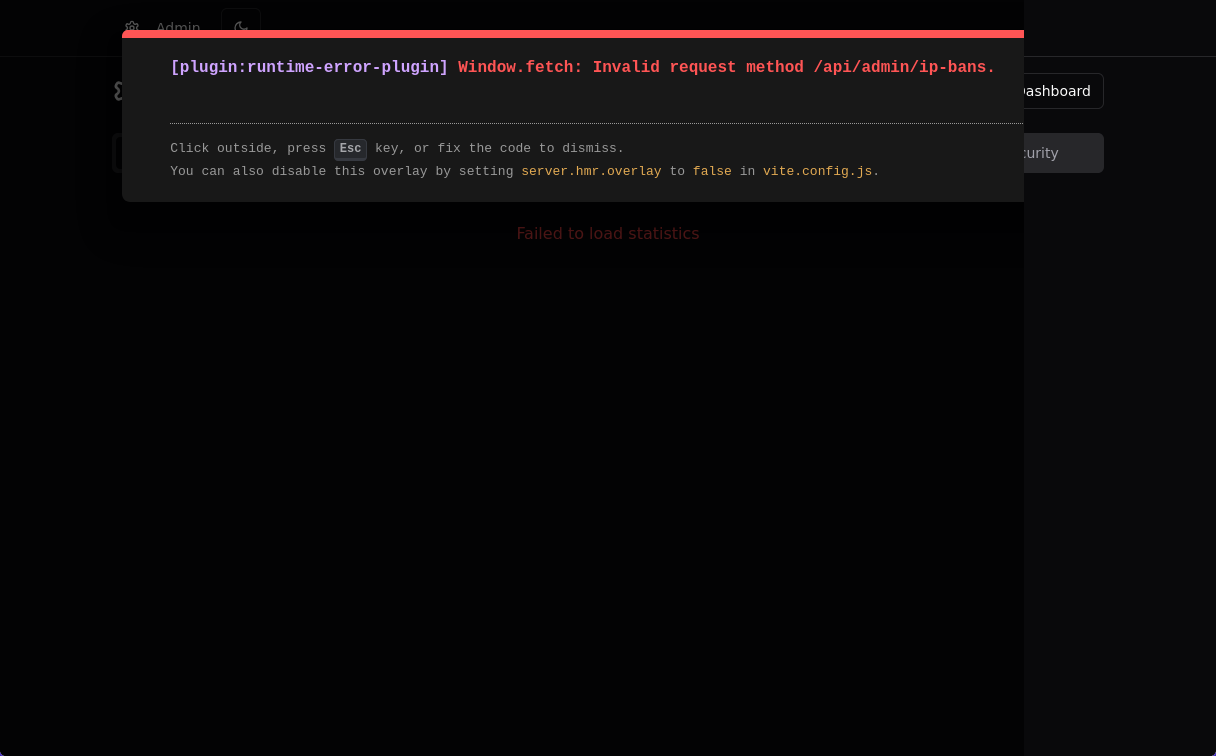 Admin
[plugin:runtime-error-plugin] Window.fetch: Invalid request method /api/admin/ip-bans.
Click outside, press Esc key, or fix the code to dismiss.
You can also disable this overlay by setting server.hmr.overlay to false in vite.config.js.
Dashboard
curity
Failed to load statistics